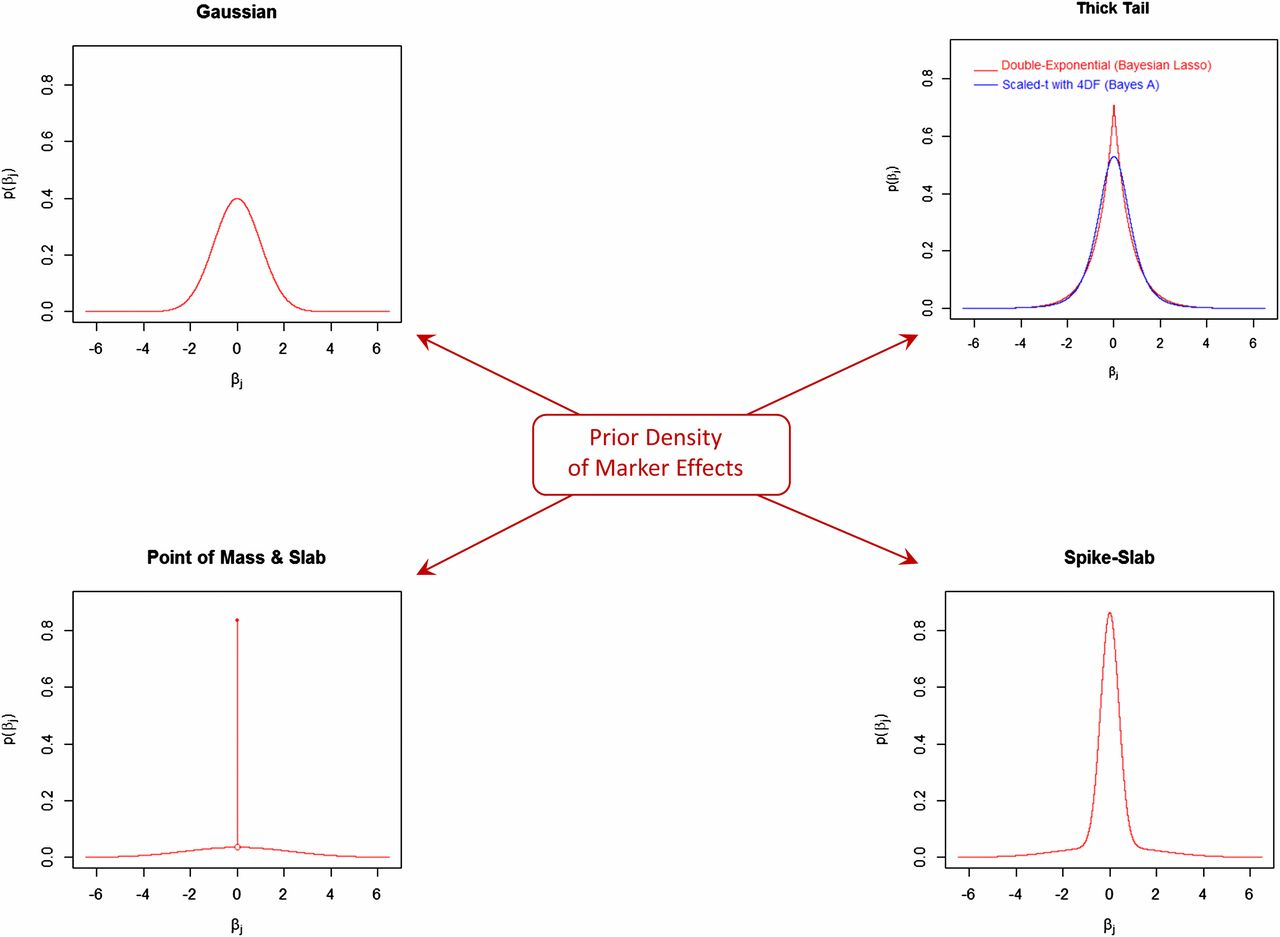 Gaussian
p(βj)
0.0 0.2 0.4 0.6 0.8
-6 -4 -2 0 2 4 6
βj
Thick Tail
Double-Exponential (Bayesian Lasso)
Scaled-t with 4DF (Bayes A)
p(βj)
0.0 0.2 0.4 0.6 0.8
-6 -4 -2 0 2 4 6
βj
Prior Density
of Marker Effects
Point of Mass & Slab
p(βj)
0.0 0.2 0.4 0.6 0.8
-6 -4 -2 0 2 4 6
βj
Spike-Slab
p(βj)
0.0 0.2 0.4 0.6 0.8
-6 -4 -2 0 2 4 6
βj